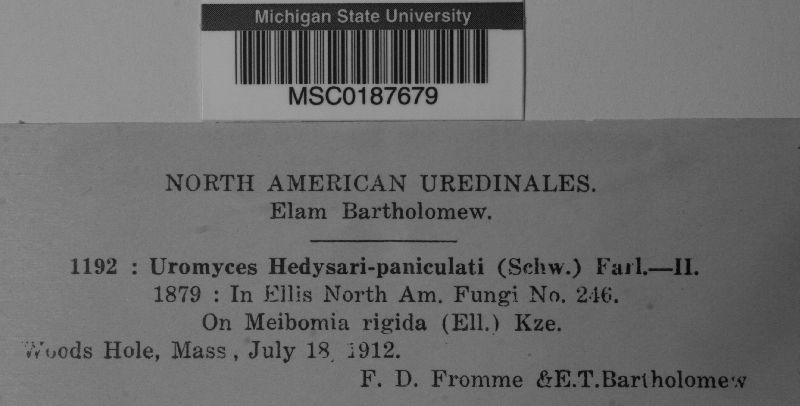 Michigan State University
MSC0187679
NORTH AMERICAN UREDINALES.
Elam Bartholomew.
1192 : Uromyces Hedysari-paniculati (Schw.) Farl.—II.
1879 : In Ellis North Am. Fungi No. 246.
On Meibomia rigida (Ell.) Kze.
Woods Hole, Mass, July 18, 1912.
F. D. Fromme &E.T.Bartholomew